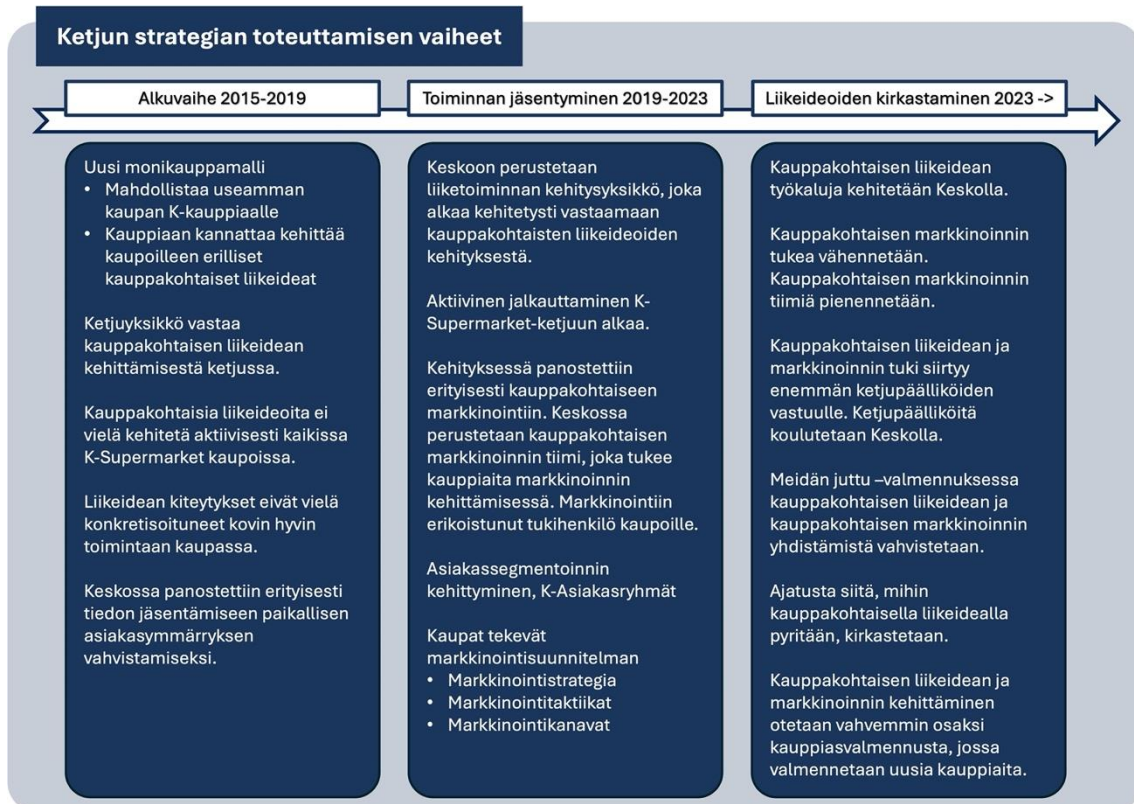 Ketjun strategian toteuttamisen vaiheet
Alkuvaihe 2015-2019
Toiminnan jäsentyminen 2019-2023
Liikeideoiden kirkastaminen 2023 ->
Uusi monikauppamalli
• Mahdollistaa useamman
kaupan K-kauppiaalle
• Kauppiaan kannattaa kehittää
kaupoilleen erilliset
kauppakohtaiset liikeideat
Ketjuyksikkö vastaa
kauppakohtaisen liikeidean
kehittämisestä ketjussa.
Kauppakohtaisia liikeideoita ei
vielä kehitetä aktiivisesti kaikissa
K-Supermarket kaupoissa.
Liikeidean kiteytykset eivät vielä
konkretisoituneet kovin hyvin
toimintaan kaupassa.
Keskossa panostettiin erityisesti
tiedon jäsentämiseen paikallisen
asiakasymmärryksen
vahvistamiseksi.
Keskoon perustetaan
liiketoiminnan kehitysyksikkö, joka
alkaa kehitetysti vastaamaan
kauppakohtaisten liikeideoiden
kehityksestä.
Aktiivinen jalkauttaminen K-
Supermarket-ketjuun alkaa.
Kehityksessä panostettiin
erityisesti kauppakohtaiseen
markkinointiin. Keskossa
perustetaan kauppakohtaisen
markkinoinnin tiimi, joka tukee
kauppiaita markkinoinnin
kehittämisessä. Markkinointiin
erikoistunut tukihenkilö kaupoille.
Asiakassegmentoinnin
kehittyminen, K-Asiakasryhmät
Kaupat tekevät
markkinointisuunnitelman
• Markkinointistrategia
• Markkinointitaktiikat
• Markkinointikanavat
Kauppakohtaisen liikeidean
työkaluja kehitetään Keskolla.
Kauppakohtaisen markkinoinnin
tukea vähennetään.
Kauppakohtaisen markkinoinnin
tiimiä pienennetään.
Kauppakohtaisen liikeidean ja
markkinoinnin tuki siirtyy
enemmän ketjupäälliköiden
vastuulle. Ketjupäälliköitä
koulutetaan Keskolla.
Meidän juttu –valmennuksessa
kauppakohtaisen liikeidean ja
kauppakohtaisen markkinoinnin
yhdistämistä vahvistetaan.
Ajatusta siitä, mihin
kauppakohtaisella liikeidealla
pyritään, kirkastetaan.
Kauppakohtaisen liikeidean ja
markkinoinnin kehittäminen
otetaan vahvemmin osaksi
kauppiasvalmennusta, jossa
valmennetaan uusia kauppiaita.